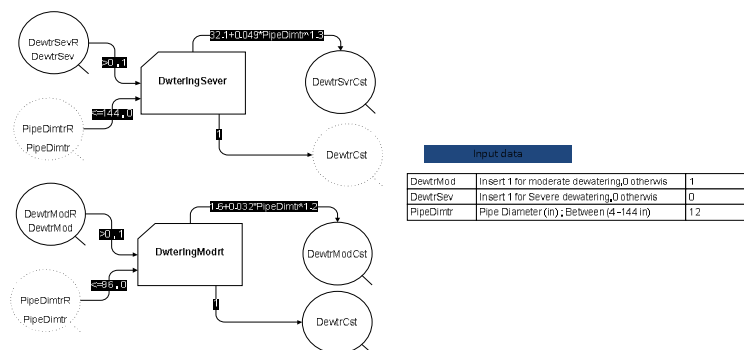 32.1+0.049*PipeDimtr^1.3
DewtrSevR
DewtrSev
>0,1
DwterIngSever
DewtrSvrCst
<=144,0
PipeDimtrR
PipeDimtr
1
DewtrCst
Input data
DewtrMod Insert 1 for moderate dewatering,0 otherwis 1
DewtrSev Insert 1 for Severe dewatering,0 otherwis 0
PipeDimtr Pipe Diameter (in) ; Between (4-144 in) 12
1.6+0.032*PipeDimtr^1.2
DewtrModR
DewtrMod
>0,1
DwterIngModrt
DewtrModCst
<=96,0
PipeDimtrR
PipeDimtr
1
DewtrCst